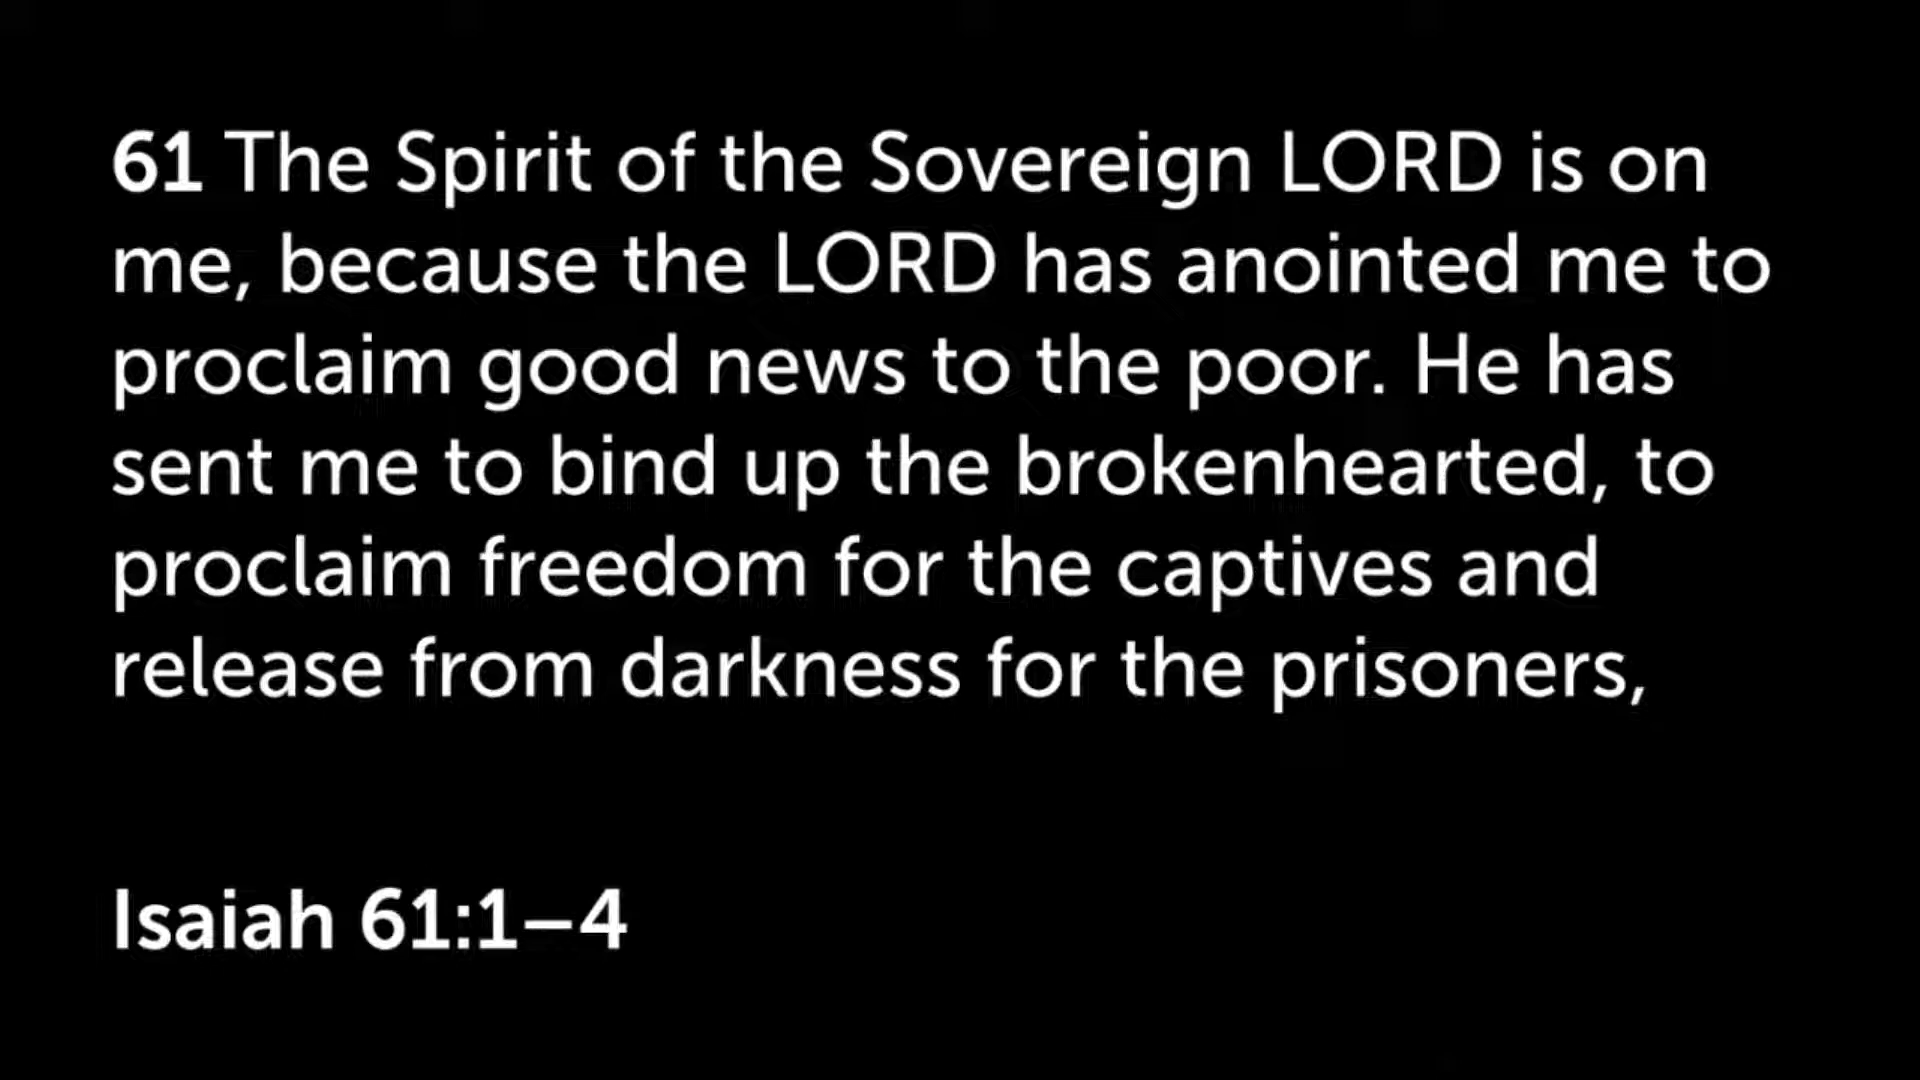 61 The Spirit of the Sovereign LORD is on
me, because the LORD has anointed me to
proclaim good news to the poor. He has
sent me to bind up the brokenhearted, to
proclaim freedom for the captives and
release from darkness for the prisoners,
Isaiah 61:1–4